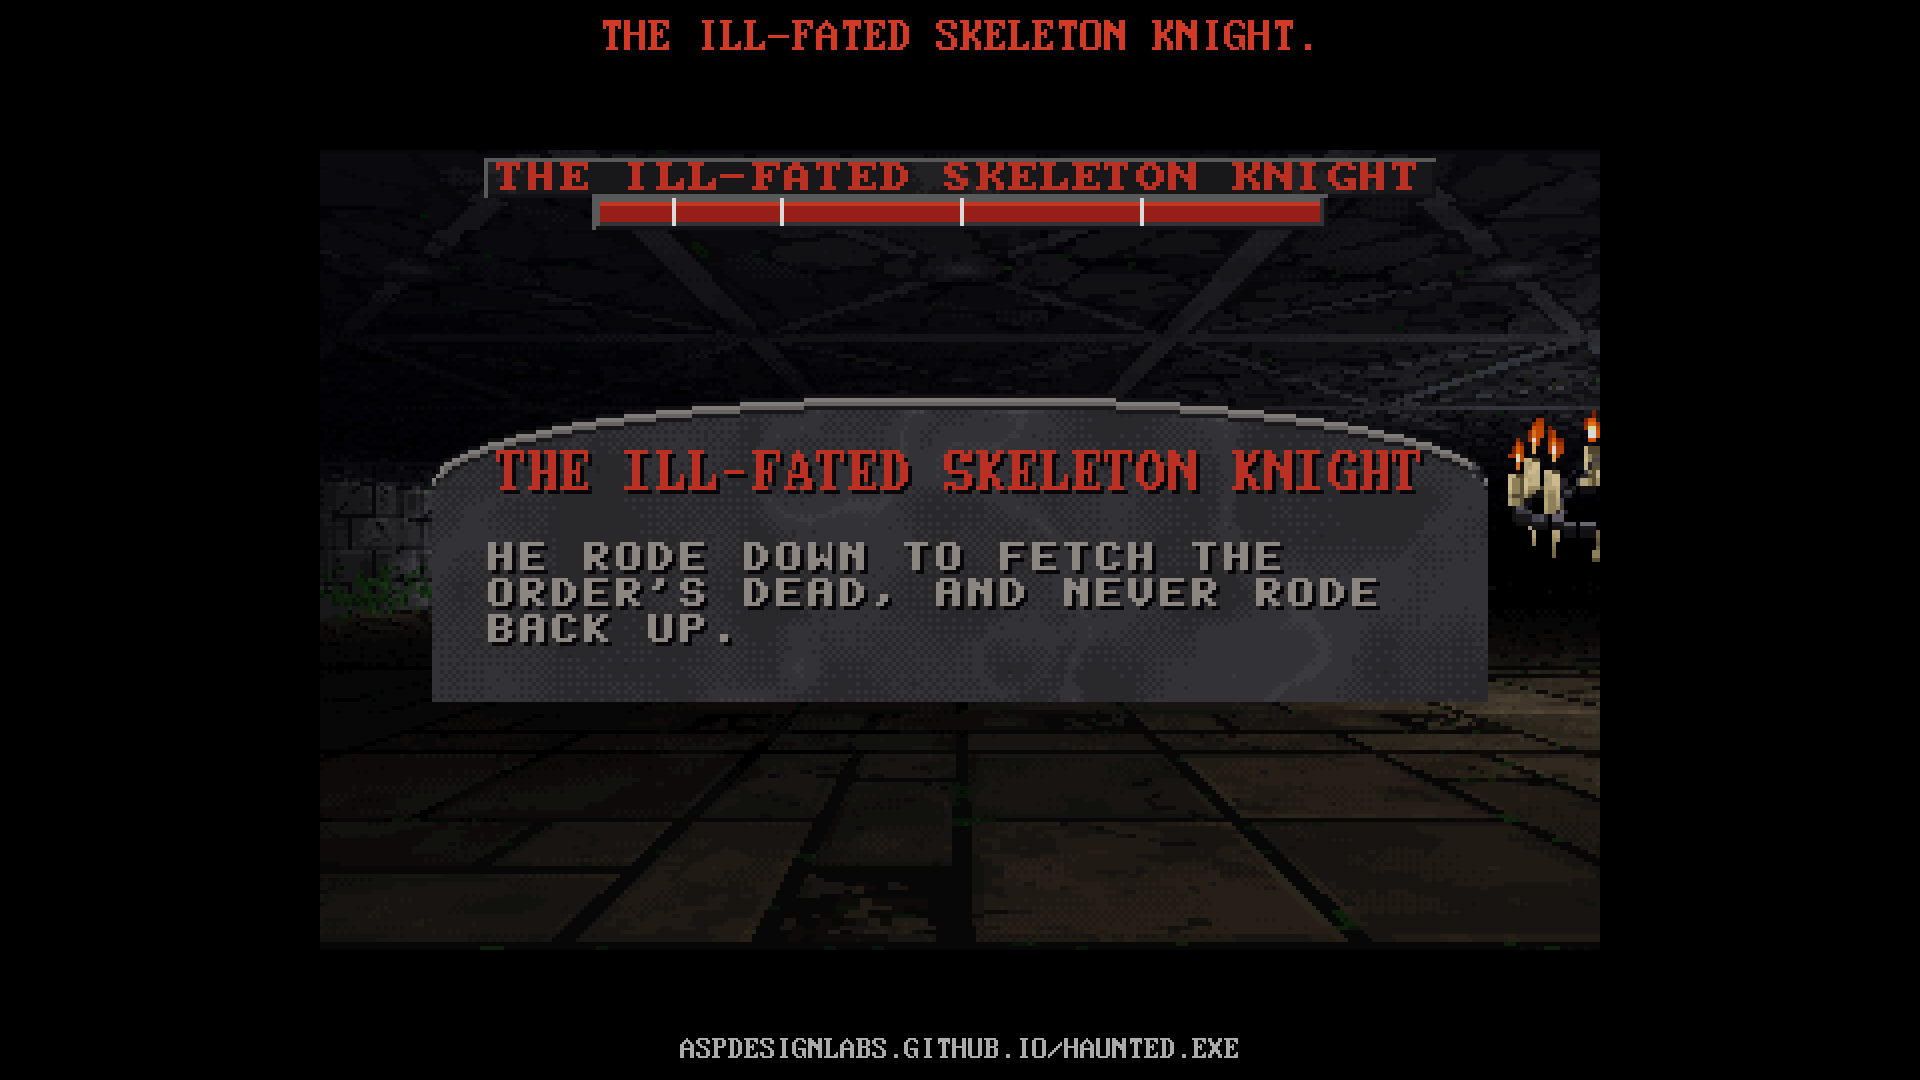 THE ILL-FATED SKELETON KNIGHT.
THE ILL-FATED SKELETON KNIGHT
THE ILL-FATED SKELETON KNIGHT
HE RODE DOWN TO FETCH THE
ORDER'S DEAD, AND NEVER RODE
BACK UP.
ASPDESIGNLABS.GITHUB.IO/HAUNTED.EXE